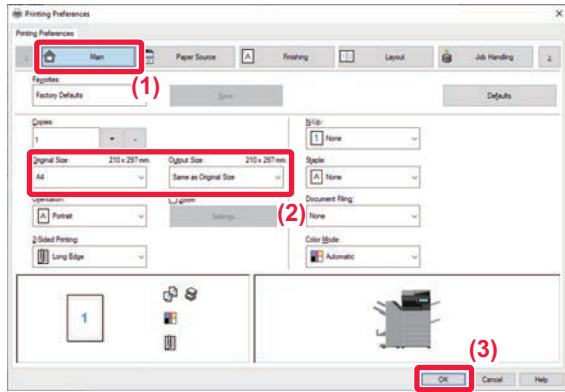 Printing Preferences
Printing Preferences
Main Paper Source Finishing Layout Job Handling
(1)
Favorites:
Factory Defaults Save Defaults
Copies: N-Up:
1 1 None
Original Size: 210 x 297 mm. Output Size: 210 x 297 mm. Staple:
A4 Same as Original Size A None
(2)
Orientation: Zoom Document Filing:
A Portrait Settings... None
2-Sided Printing: Color Mode:
Long Edge Automatic
1
(3)
OK Cancel Help